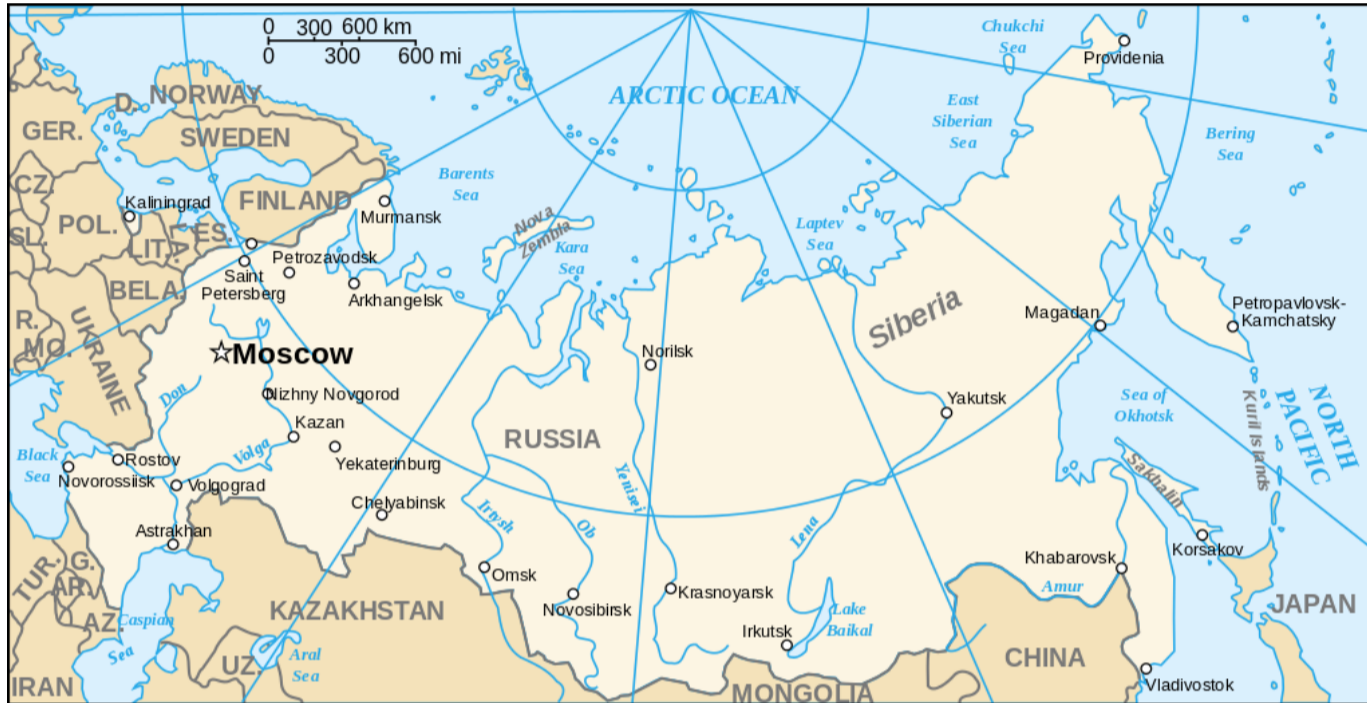 0 300 600 km
0 300 600 mi
Chukchi
Sea
Providenia
ARCTIC OCEAN
D.
NORWAY
GER.
SWEDEN
East
Siberian
Sea
Bering
Sea
Barents
Sea
CZ.
Kaliningrad
FINLAND
Murmansk
POL.
SL.
LIT.
ES.
Nova
Zembla
Kara
Sea
Laptev
Sea
Petrozavodsk
Saint
Petersberg
Arkhangelsk
BELA.
Siberia
Magadan
Petropavlovsk-
Kamchatsky
R.
MO.
UKRAINE
Moscow
Norilsk
Don
Nizhny Novgorod
Yakutsk
Sea of
Okhotsk
Kuril Islands
NORTH
PACIFIC
Kazan
RUSSIA
Volga
Yekaterinburg
Black
Sea
Rostov
Novorossiisk
Volgograd
Yenisei
Sakhalin
Chelyabinsk
Irtysh
Ob
Lena
Astrakhan
Korsakov
Khabarovsk
TUR.
G.
AR.
AZ.
Omsk
Novosibirsk
Krasnoyarsk
Amur
KAZAKHSTAN
JAPAN
Caspian
Sea
Lake
Baikal
Irkutsk
Aral
Sea
UZ.
CHINA
IRAN
MONGOLIA
Vladivostok